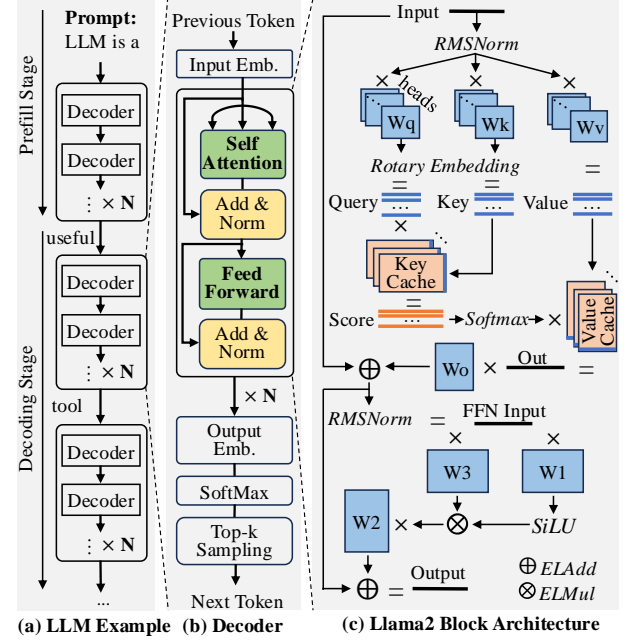 Prompt:
LLM is a
Prefill Stage
Decoder
Decoder
⋮ × N
useful
Decoding Stage
Decoder
Decoder
⋮ × N
tool
Decoder
Decoder
⋮ × N
...
(a) LLM Example
Previous Token
Input Emb.
Self
Attention
Add &
Norm
Feed
Forward
Add &
Norm
× N
Output
Emb.
SoftMax
Top-k
Sampling
Next Token
(b) Decoder
Input
RMSNorm
× × ×
heads
Wq Wk Wv
Rotary Embedding
= = =
Query ... Key ... Value ...
×
Key
Cache
=
Score ... Softmax ×
Value
Cache
⊕ Wo × Out =
RMSNorm = FFN Input
× ×
W3 W1
W2 × ⊗ SiLU
⊕ = Output
⊕ ELAdd
⊗ ELMul
(c) Llama2 Block Architecture